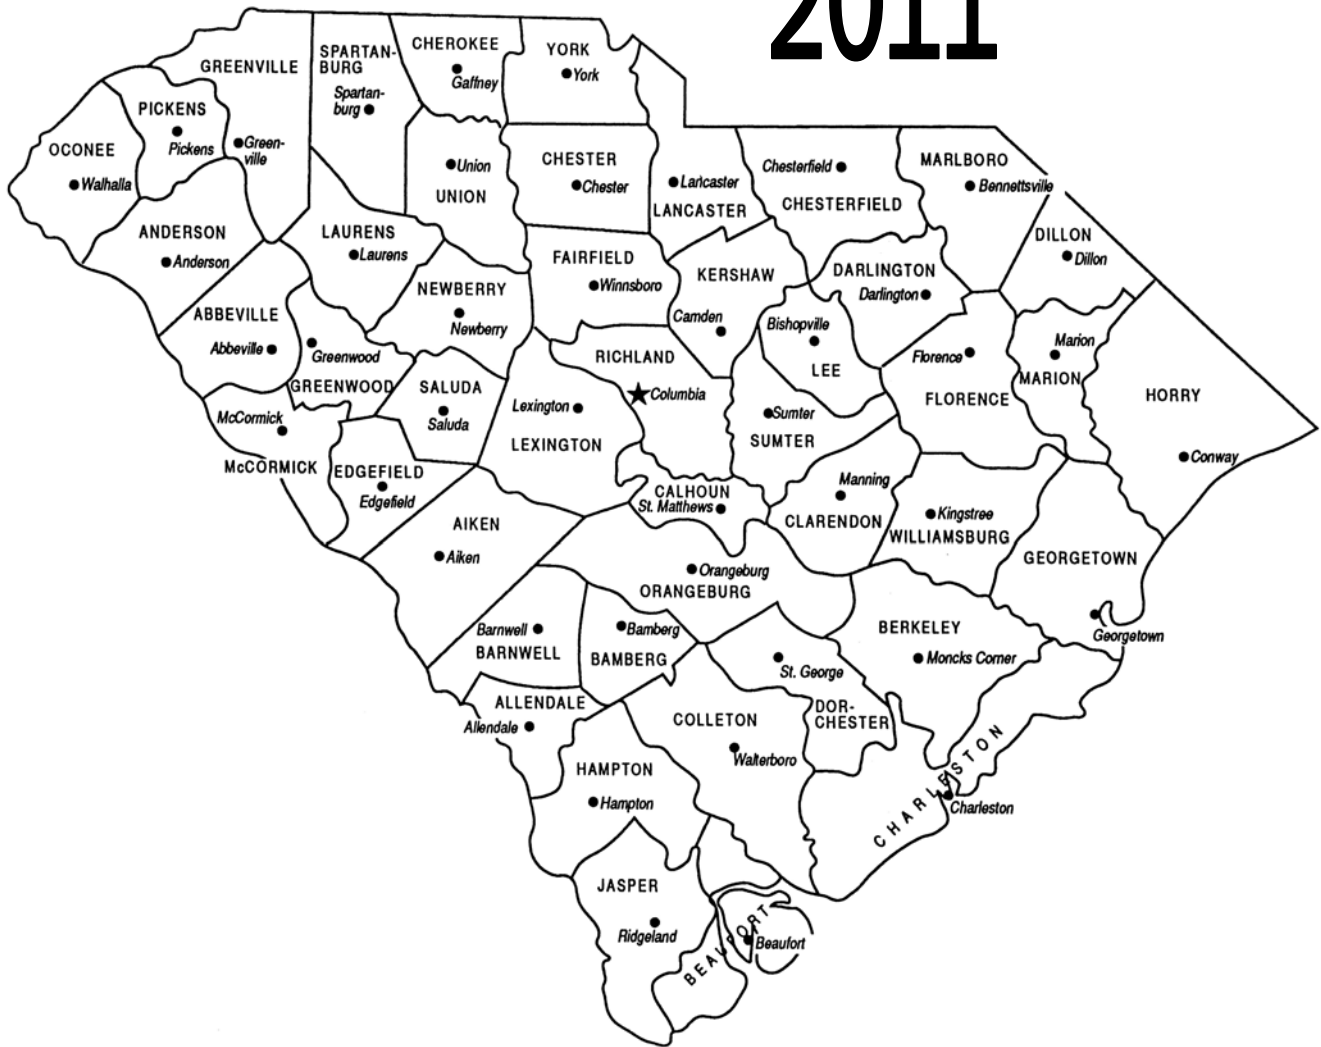 2011
CHEROKEE
Gaffney
YORK
York
SPARTAN-
BURG
Spartan-
burg
GREENVILLE
Green-
ville
PICKENS
Pickens
OCONEE
Walhalla
Union
UNION
CHESTER
Chester
Lancaster
LANCASTER
Chesterfield
CHESTERFIELD
MARLBORO
Bennettsville
ANDERSON
Anderson
LAURENS
Laurens
FAIRFIELD
Winnsboro
KERSHAW
Camden
DARLINGTON
Darlington
DILLON
Dillon
NEWBERRY
Newberry
ABBEVILLE
Abbeville
Greenwood
GREENWOOD
SALUDA
Saluda
RICHLAND
Columbia
Bishopville
LEE
Florence
FLORENCE
Marion
MARION
HORRY
Conway
McCormick
McCORMICK
EDGEFIELD
Edgefield
Lexington
LEXINGTON
Sumter
SUMTER
CALHOUN
St. Matthews
Manning
CLARENDON
Kingstree
WILLIAMSBURG
GEORGETOWN
Georgetown
AIKEN
Aiken
Orangeburg
ORANGEBURG
Barnwell
BARNWELL
Bamberg
BAMBERG
BERKELEY
Moncks Corner
St. George
DOR-
CHESTER
ALLENDALE
Allendale
COLLETON
Walterboro
HAMPTON
Hampton
CHARLESTON
Charleston
JASPER
Ridgeland
BEAUFORT
Beaufort